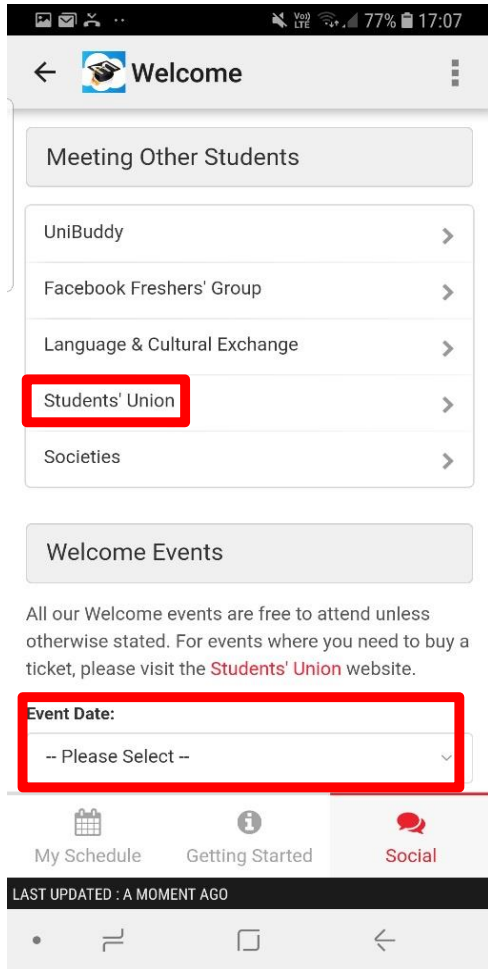 77% 17:07
Welcome
Meeting Other Students
UniBuddy
Facebook Freshers' Group
Language & Cultural Exchange
Students' Union
Societies
Welcome Events
All our Welcome events are free to attend unless
otherwise stated. For events where you need to buy a
ticket, please visit the Students' Union website.
Event Date:
-- Please Select --
My Schedule Getting Started Social
LAST UPDATED : A MOMENT AGO